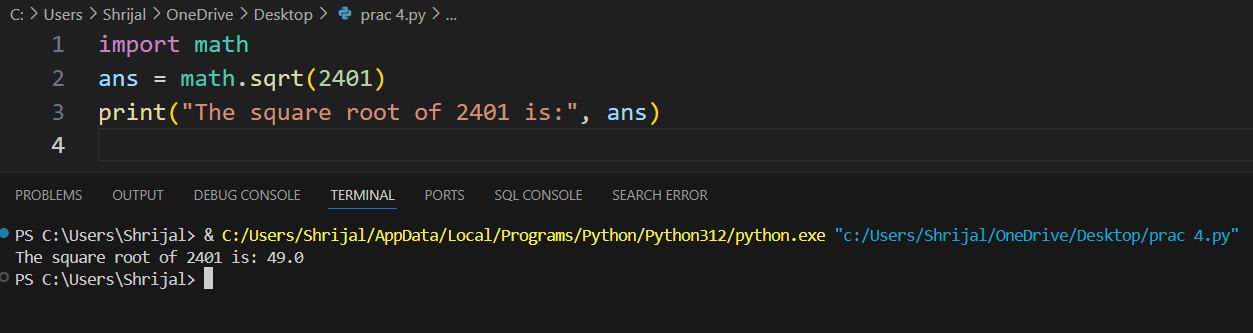 C: > Users > Shrijal > OneDrive > Desktop > prac 4.py > ...
1 import math
2 ans = math.sqrt(2401)
3 print("The square root of 2401 is:", ans)
4
PROBLEMS OUTPUT DEBUG CONSOLE TERMINAL PORTS SQL CONSOLE SEARCH ERROR
PS C:\Users\Shrijal> & C:/Users/Shrijal/AppData/Local/Programs/Python/Python312/python.exe "c:/Users/Shrijal/OneDrive/Desktop/prac 4.py"
The square root of 2401 is: 49.0
PS C:\Users\Shrijal>